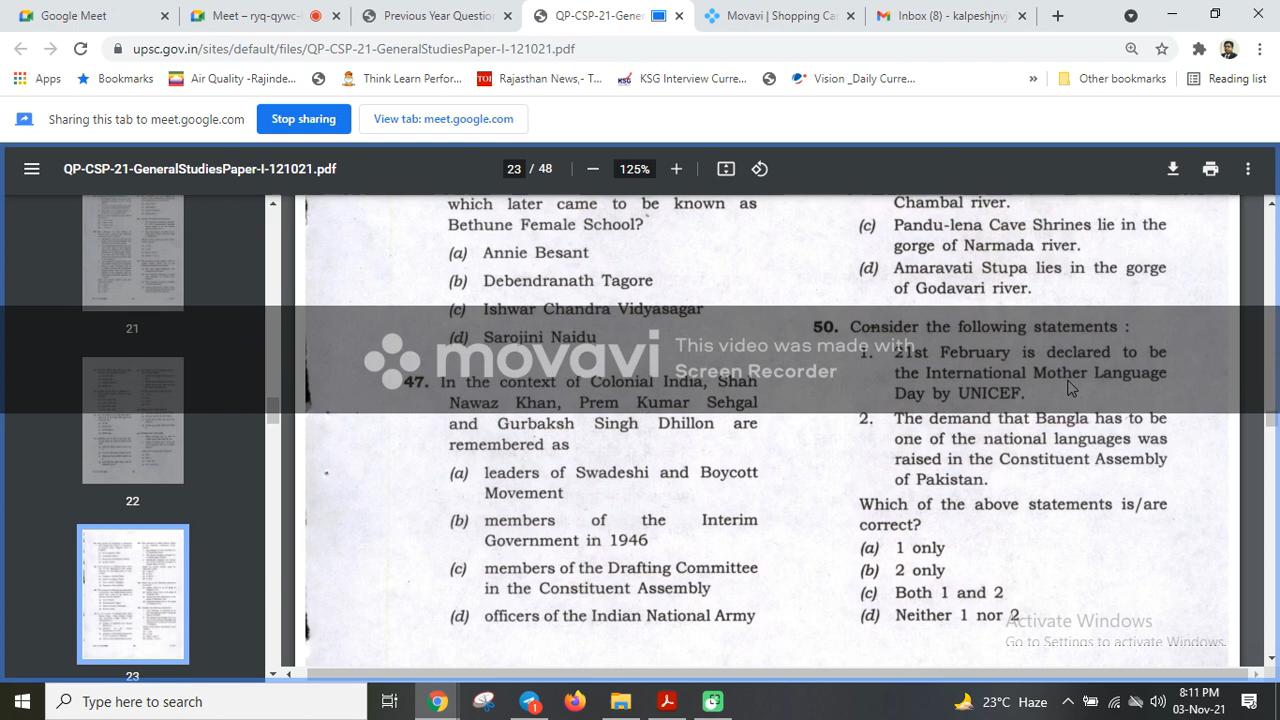 Google Meet
Meet – ryq-qywc-
Previous Year Questio
QP-CSP-21-Gener
Movavi | Shopping Ca
Inbox (8) - kalpeshjnvj
upsc.gov.in/sites/default/files/QP-CSP-21-GeneralStudiesPaper-I-121021.pdf
Apps
Bookmarks
Air Quality -Rajinde...
Think Learn Perfor...
TOI
Rajasthan News,- T...
KSG
KSG Interview Curre...
Vision _Daily Curre...
»
Other bookmarks
Reading list
Sharing this tab to meet.google.com
Stop sharing
View tab: meet.google.com
QP-CSP-21-GeneralStudiesPaper-I-121021.pdf
23 / 48
125%
21
22
23
which later came to be known as
Bethune Female School?
(a) Annie Besant
(b) Debendranath Tagore
(c) Ishwar Chandra Vidyasagar
(d) Sarojini Naidu
47. In the context of Colonial India, Shah
Nawaz Khan, Prem Kumar Sehgal
and Gurbaksh Singh Dhillon are
remembered as
(a) leaders of Swadeshi and Boycott
Movement
(b) members of the Interim
Government in 1946
(c) members of the Drafting Committee
in the Constituent Assembly
(d) officers of the Indian National Army
Chambal river.
(c) Pandu-lena Cave Shrines lie in the
gorge of Narmada river.
(d) Amaravati Stupa lies in the gorge
of Godavari river.
50. Consider the following statements :
1. 21st February is declared to be
the International Mother Language
Day by UNICEF.
2. The demand that Bangla has to be
one of the national languages was
raised in the Constituent Assembly
of Pakistan.
Which of the above statements is/are
correct?
(a) 1 only
(b) 2 only
(c) Both 1 and 2
(d) Neither 1 nor 2
movavi
This video was made with
Screen Recorder
Activate Windows
Go to Settings to activate Windows.
Type here to search
1
23°C Haze
8:11 PM
03-Nov-21